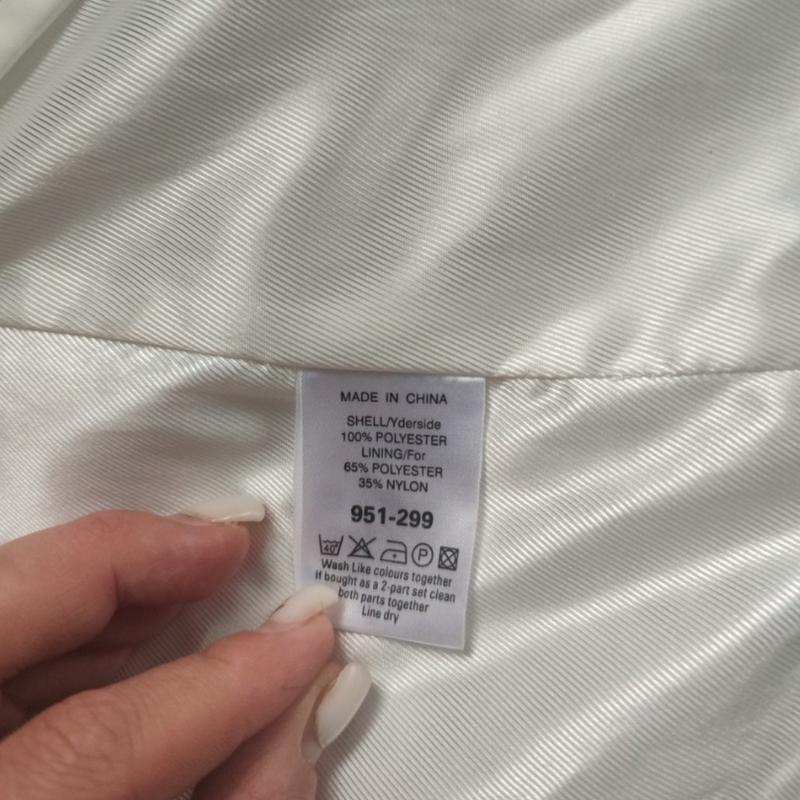 MADE IN CHINA
SHELL/Yderside
100% POLYESTER
LINING/For
65% POLYESTER
35% NYLON
951-299
40° P
Wash Like colours together
If bought as a 2-part set clean
both parts together
Line dry